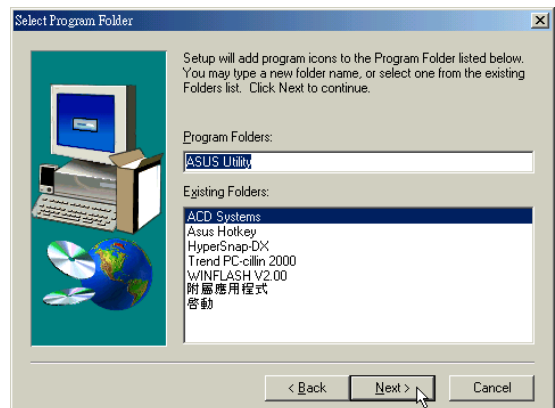 Select Program Folder
Setup will add program icons to the Program Folder listed below.
You may type a new folder name, or select one from the existing
Folders list. Click Next to continue.
Program Folders:
ASUS Utility
Existing Folders:
ACD Systems
Asus Hotkey
HyperSnap-DX
Trend PC-cillin 2000
WINFLASH V2.00
附屬應用程式
啓動
< Back
Next >
Cancel